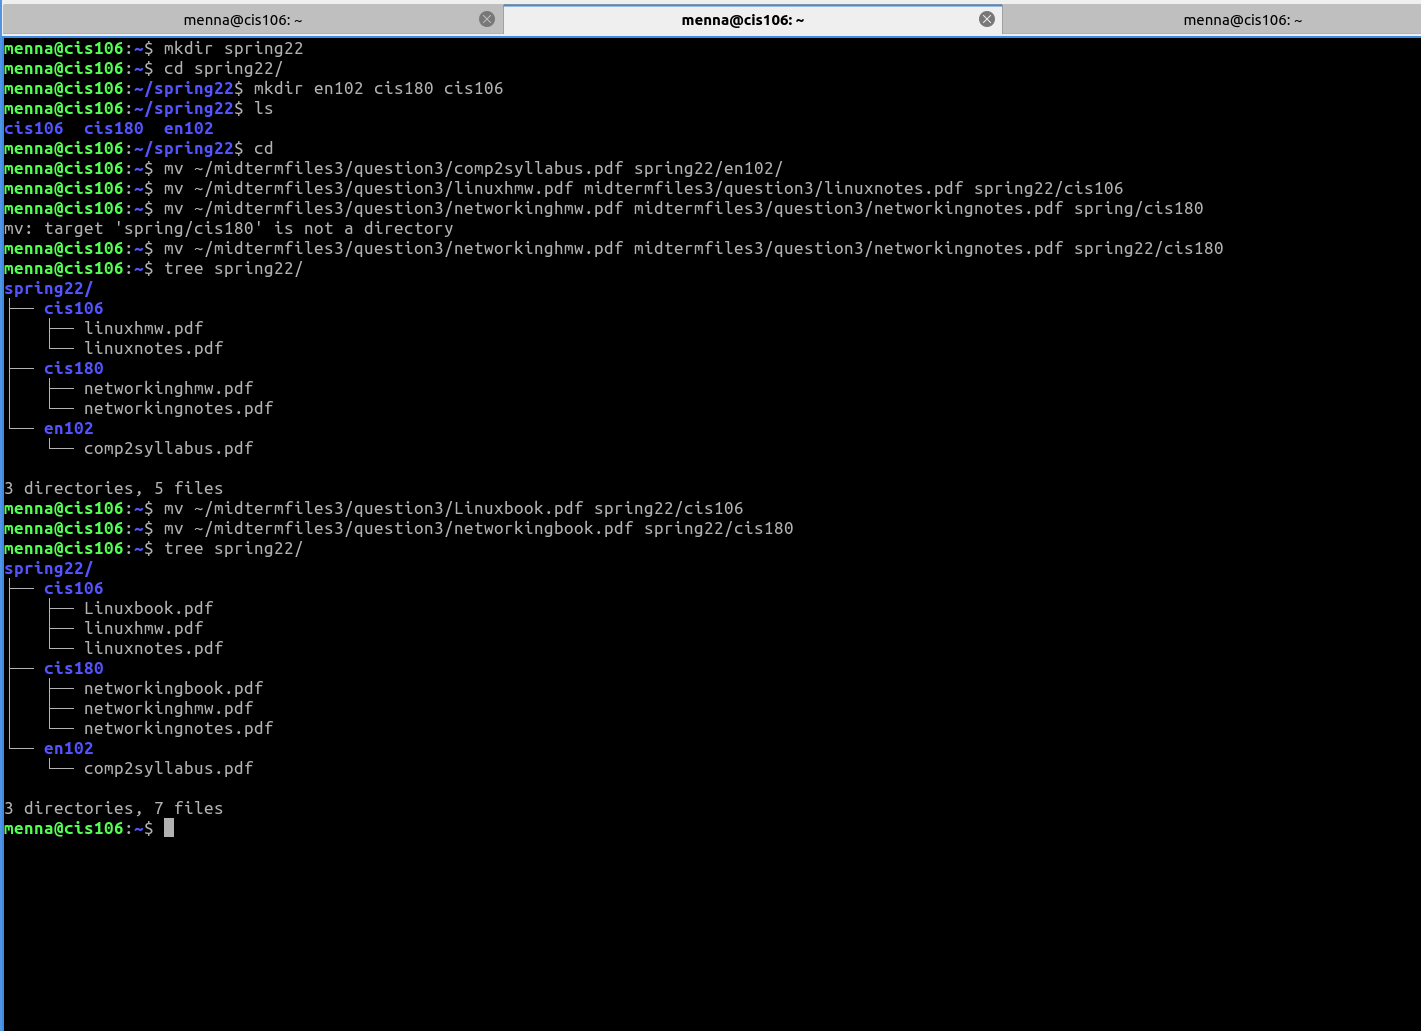 menna@cis106: ~ menna@cis106: ~ menna@cis106: ~
menna@cis106:~$ mkdir spring22
menna@cis106:~$ cd spring22/
menna@cis106:~/spring22$ mkdir en102 cis180 cis106
menna@cis106:~/spring22$ ls
cis106  cis180  en102
menna@cis106:~/spring22$ cd
menna@cis106:~$ mv ~/midtermfiles3/question3/comp2syllabus.pdf spring22/en102/
menna@cis106:~$ mv ~/midtermfiles3/question3/linuxhmw.pdf midtermfiles3/question3/linuxnotes.pdf spring22/cis106
menna@cis106:~$ mv ~/midtermfiles3/question3/networkinghmw.pdf midtermfiles3/question3/networkingnotes.pdf spring/cis180
mv: target 'spring/cis180' is not a directory
menna@cis106:~$ mv ~/midtermfiles3/question3/networkinghmw.pdf midtermfiles3/question3/networkingnotes.pdf spring22/cis180
menna@cis106:~$ tree spring22/
spring22/
├── cis106
│   ├── linuxhmw.pdf
│   └── linuxnotes.pdf
├── cis180
│   ├── networkinghmw.pdf
│   └── networkingnotes.pdf
└── en102
    └── comp2syllabus.pdf
3 directories, 5 files
menna@cis106:~$ mv ~/midtermfiles3/question3/Linuxbook.pdf spring22/cis106
menna@cis106:~$ mv ~/midtermfiles3/question3/networkingbook.pdf spring22/cis180
menna@cis106:~$ tree spring22/
spring22/
├── cis106
│   ├── Linuxbook.pdf
│   ├── linuxhmw.pdf
│   └── linuxnotes.pdf
├── cis180
│   ├── networkingbook.pdf
│   ├── networkinghmw.pdf
│   └── networkingnotes.pdf
└── en102
    └── comp2syllabus.pdf
3 directories, 7 files
menna@cis106:~$